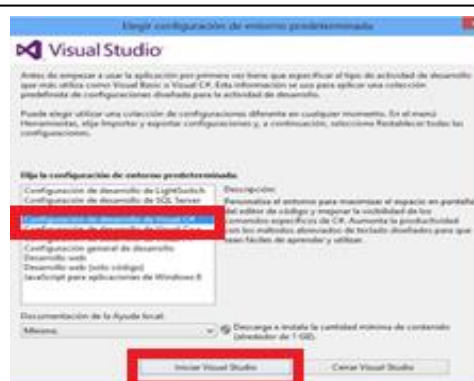 Elegir configuración de entorno predeterminada
Visual Studio
Antes de empezar a usar la aplicación por primera vez tiene que especificar el tipo de actividad de desarrollo
que más utiliza como Visual Basic o Visual C#. Esta información se usa para aplicar una colección
predefinida de configuraciones diseñada para la actividad de desarrollo.
Puede elegir utilizar una colección de configuraciones diferente en cualquier momento. En el menú
Herramientas, elija Importar y exportar configuraciones y, a continuación, seleccione Restablecer todas las
configuraciones.
Elija la configuración de entorno predeterminada:
Configuración de desarrollo de LightSwitch
Configuración de desarrollo de SQL Server
Configuración de desarrollo de Visual C#
Configuración de desarrollo de Visual C++
Configuración general de desarrollo
Desarrollo web
Desarrollo web (solo código)
JavaScript para aplicaciones de Windows 8
Descripción:
Personaliza el entorno para maximizar el espacio en pantalla
del editor de código y mejorar la visibilidad de los
comandos específicos de C#. Aumenta la productividad
con los métodos abreviados de teclado diseñados para que
sean fáciles de aprender y utilizar.
Documentación de la Ayuda local:
Mínima
Descarga e instala la cantidad mínima de contenido
(alrededor de 1 GB).
Iniciar Visual Studio
Cerrar Visual Studio